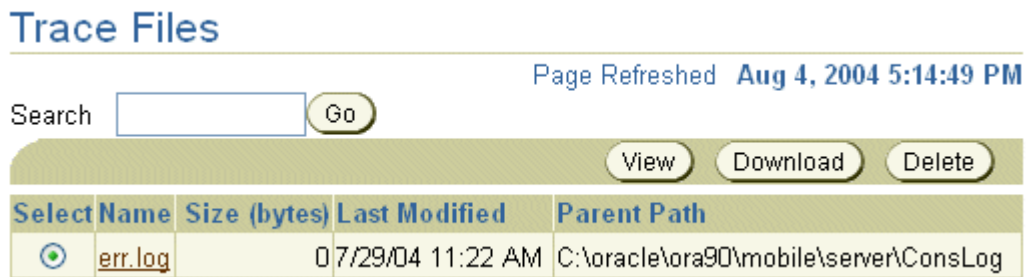 Trace Files
Page Refreshed Aug 4, 2004 5:14:49 PM
Search Go
View Download Delete
Select Name Size (bytes) Last Modified Parent Path
err.log 0 7/29/04 11:22 AM C:\oracle\ora90\mobile\server\ConsLog